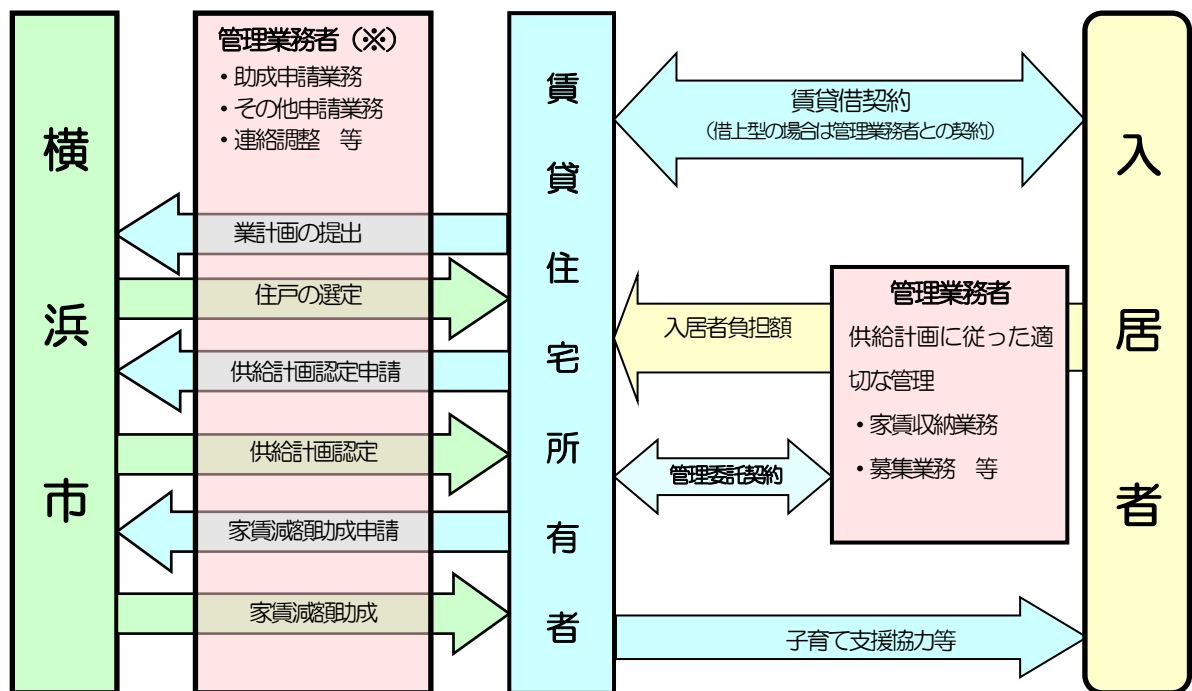 横浜市
管理業務者（※）
・助成申請業務
・その他申請業務
・連絡調整　等
業計画の提出
住戸の選定
供給計画認定申請
供給計画認定
家賃減額助成申請
家賃減額助成
賃貸住宅所有者
賃貸借契約
（借上型の場合は管理業務者との契約）
入居者負担額
管理委託契約
管理業務者
供給計画に従った適
切な管理
・家賃収納業務
・募集業務　等
子育て支援協力等
入居者